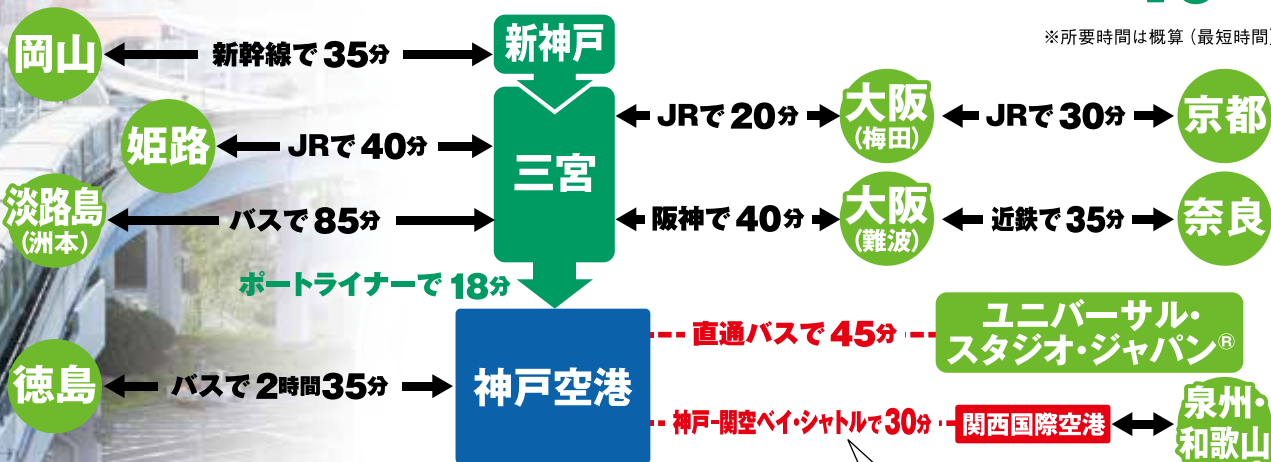 ※所要時間は概算（最短時間）
岡山
新幹線で35分
新神戸
姫路
JRで40分
三宮
JRで20分
大阪
(梅田)
JRで30分
京都
淡路島
(洲本)
バスで85分
阪神で40分
大阪
(難波)
近鉄で35分
奈良
ポートライナーで18分
徳島
バスで2時間35分
神戸空港
直通バスで45分
ユニバーサル・
スタジオ・ジャパン®
神戸-関空ベイ・シャトルで30分
関西国際空港
泉州・
和歌山